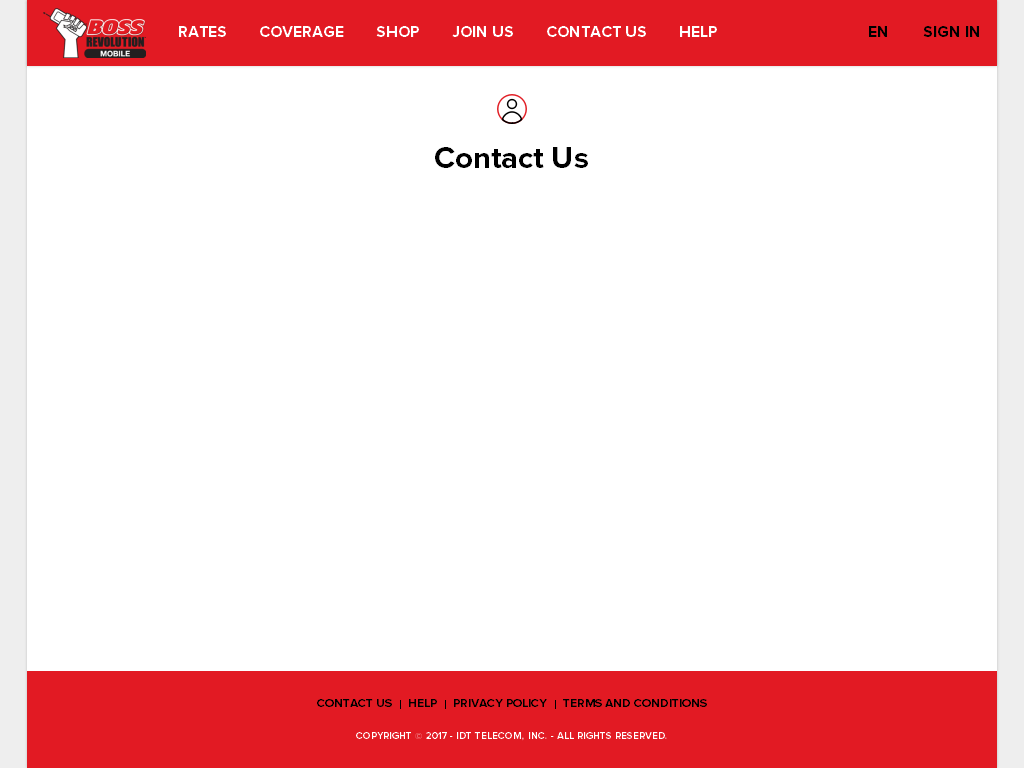 BOSS
REVOLUTION
MOBILE
RATES COVERAGE SHOP JOIN US CONTACT US HELP EN SIGN IN
Contact Us
CONTACT US | HELP | PRIVACY POLICY | TERMS AND CONDITIONS
COPYRIGHT © 2017 - IDT TELECOM, INC. - ALL RIGHTS RESERVED.